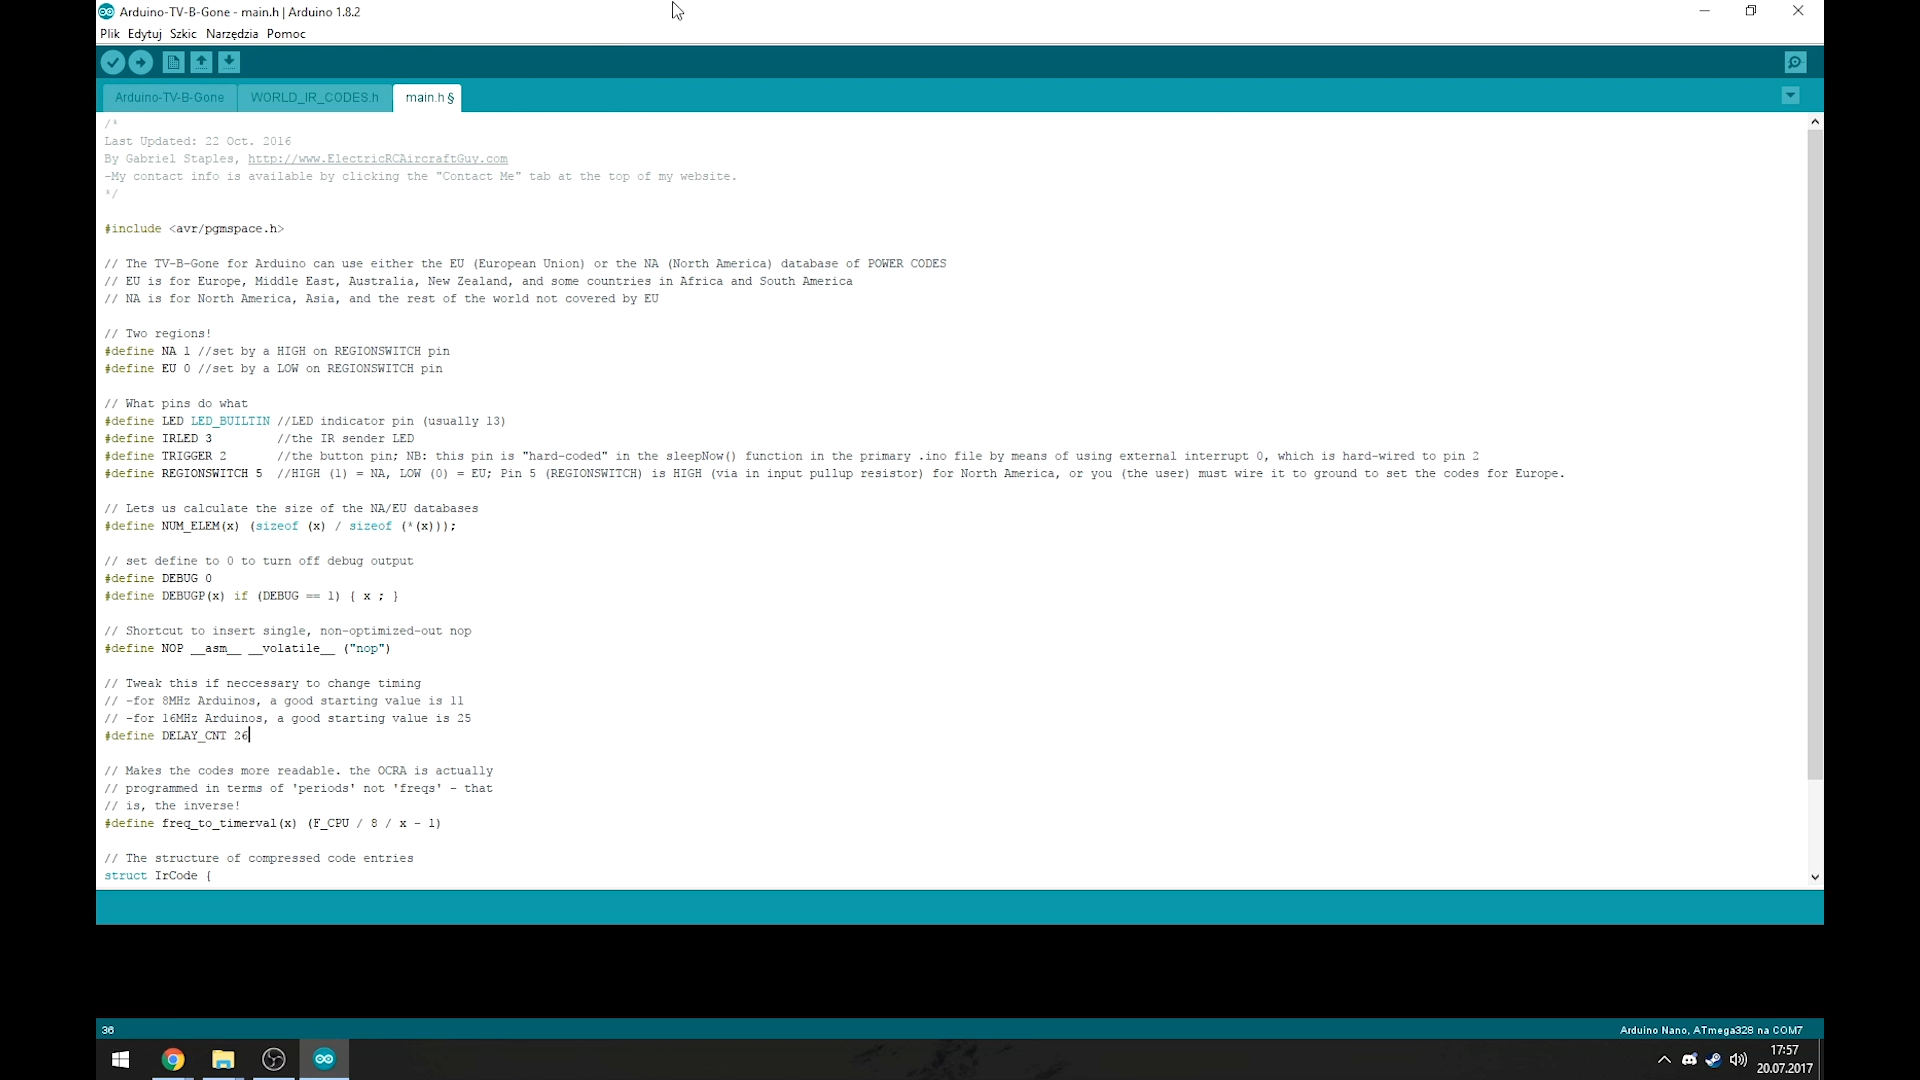 Arduino-TV-B-Gone - main.h | Arduino 1.8.2
Plik Edytuj Szkic Narzędzia Pomoc
Arduino-TV-B-Gone WORLD_IR_CODES.h main.h §
/*
Last Updated: 22 Oct. 2016
By Gabriel Staples, http://www.ElectricRCAircraftGuy.com
-My contact info is available by clicking the "Contact Me" tab at the top of my website.
*/
#include <avr/pgmspace.h>
// The TV-B-Gone for Arduino can use either the EU (European Union) or the NA (North America) database of POWER CODES
// EU is for Europe, Middle East, Australia, New Zealand, and some countries in Africa and South America
// NA is for North America, Asia, and the rest of the world not covered by EU
// Two regions!
#define NA 1 //set by a HIGH on REGIONSWITCH pin
#define EU 0 //set by a LOW on REGIONSWITCH pin
// What pins do what
#define LED LED_BUILTIN //LED indicator pin (usually 13)
#define IRLED 3 //the IR sender LED
#define TRIGGER 2 //the button pin; NB: this pin is "hard-coded" in the sleepNow() function in the primary .ino file by means of using external interrupt 0, which is hard-wired to pin 2
#define REGIONSWITCH 5 //HIGH (1) = NA, LOW (0) = EU; Pin 5 (REGIONSWITCH) is HIGH (via in input pullup resistor) for North America, or you (the user) must wire it to ground to set the codes for Europe.
// Lets us calculate the size of the NA/EU databases
#define NUM_ELEM(x) (sizeof (x) / sizeof (*(x)));
// set define to 0 to turn off debug output
#define DEBUG 0
#define DEBUGP(x) if (DEBUG == 1) { x ; }
// Shortcut to insert single, non-optimized-out nop
#define NOP __asm__ __volatile__ ("nop")
// Tweak this if neccessary to change timing
// -for 8MHz Arduinos, a good starting value is 11
// -for 16MHz Arduinos, a good starting value is 25
#define DELAY_CNT 26
// Makes the codes more readable. the OCRA is actually
// programmed in terms of 'periods' not 'freqs' - that
// is, the inverse!
#define freq_to_timerval(x) (F_CPU / 8 / x - 1)
// The structure of compressed code entries
struct IrCode {
36 Arduino Nano, ATmega328 na COM7
17:57
20.07.2017